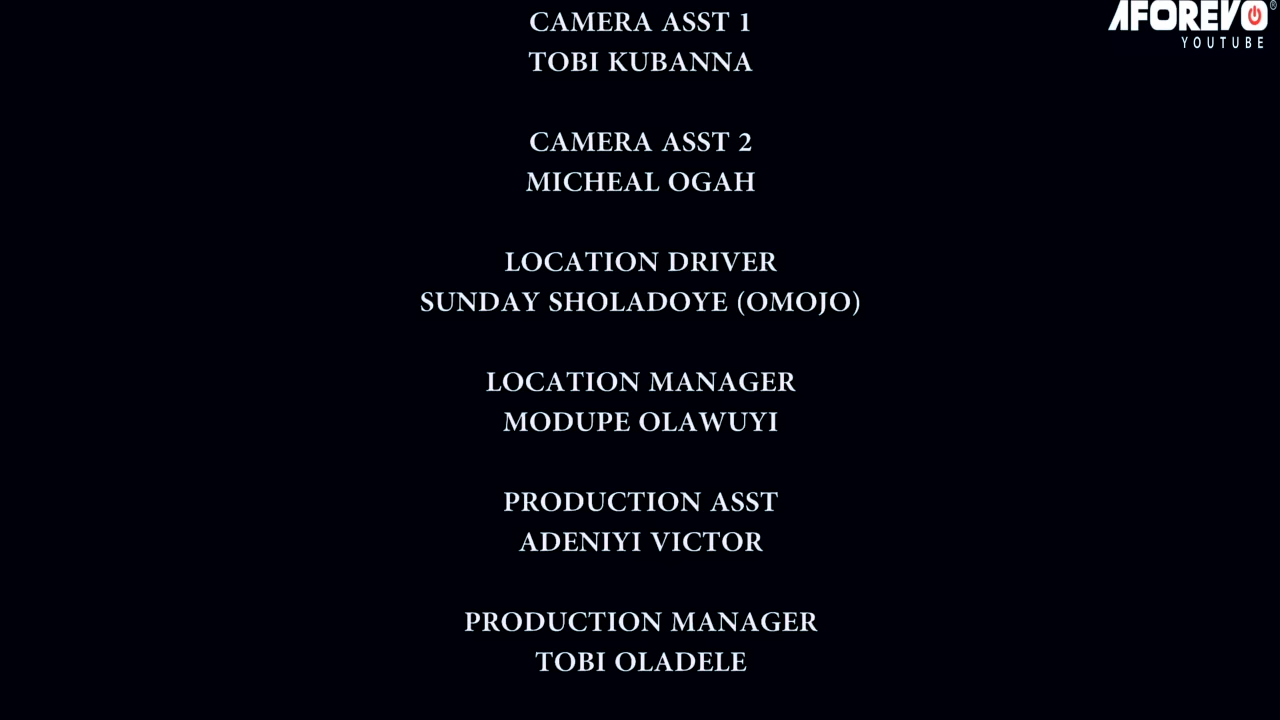 CAMERA ASST 1
AFOREVO®
YOUTUBE
TOBI KUBANNA
CAMERA ASST 2
MICHEAL OGAH
LOCATION DRIVER
SUNDAY SHOLADOYE (OMOJO)
LOCATION MANAGER
MODUPE OLAWUYI
PRODUCTION ASST
ADENIYI VICTOR
PRODUCTION MANAGER
TOBI OLADELE